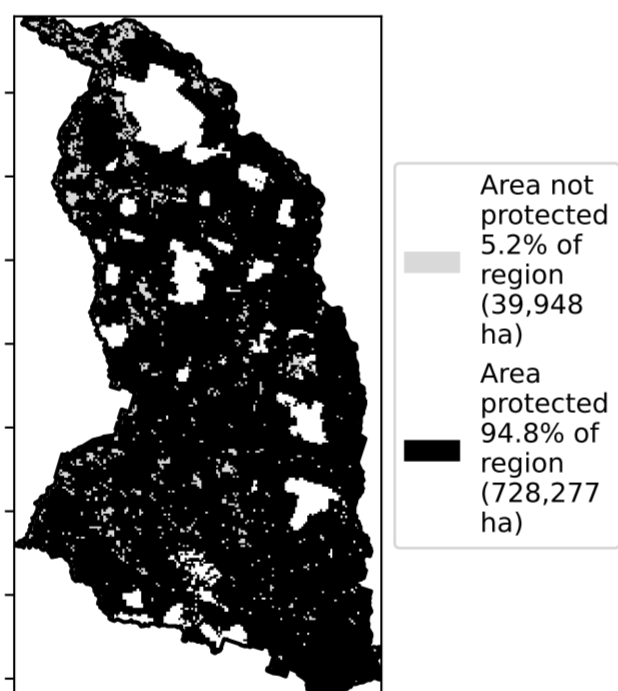 Area not
protected
5.2% of
region
(39,948
ha)
Area
protected
94.8% of
region
(728,277
ha)